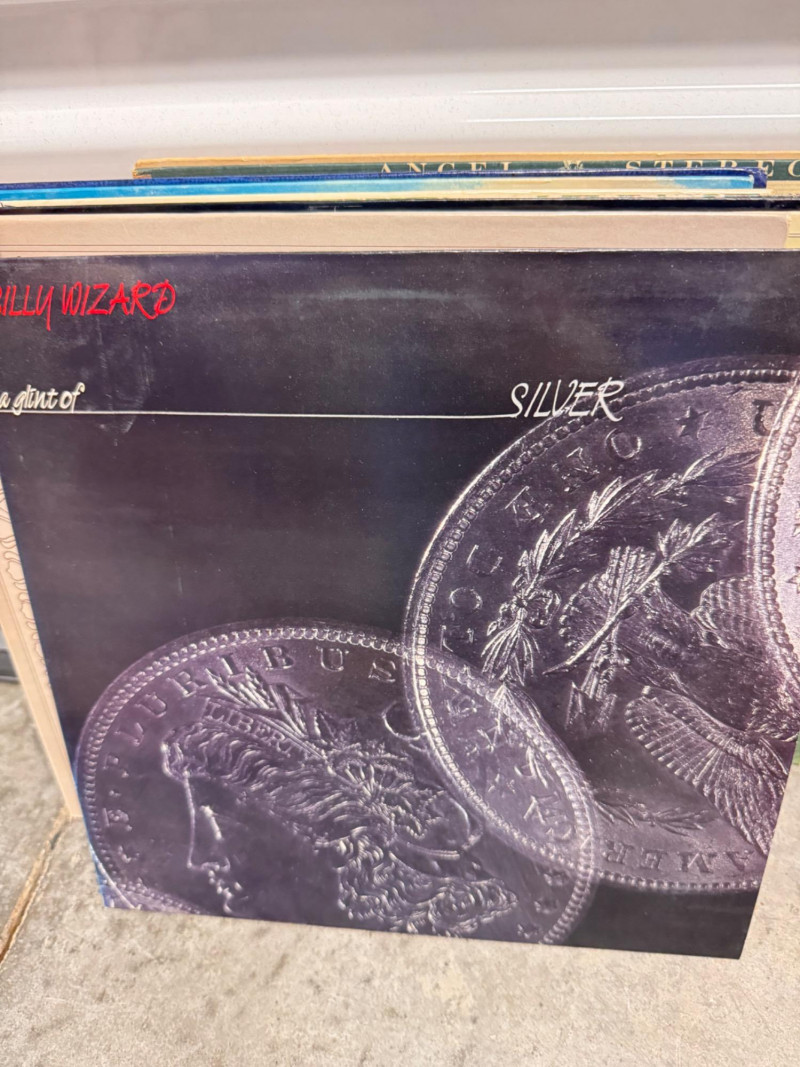 ANGEL STEREO
BILLY WIZARD
a glint of SILVER
E · PLURIBUS
LIBERTY
AMER